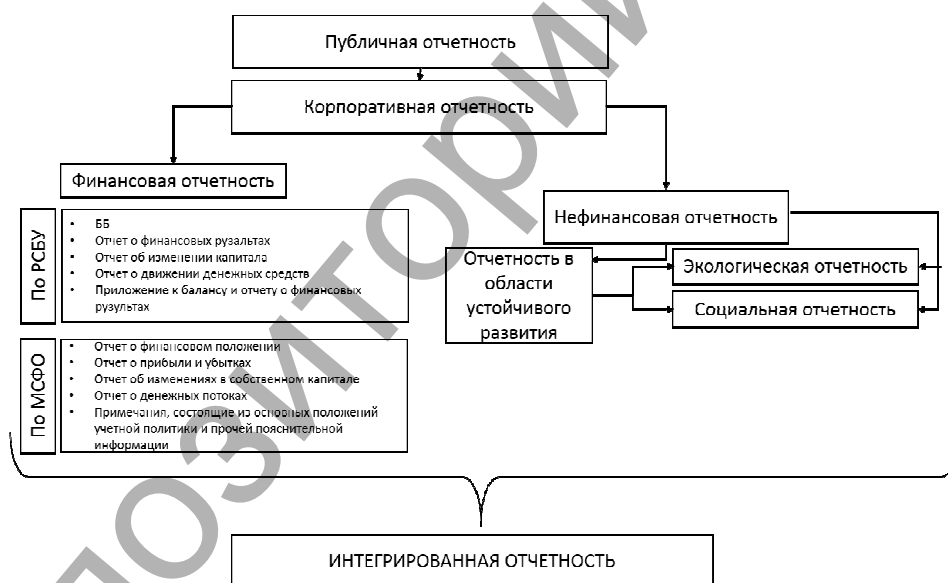 Публичная отчетность
Корпоративная отчетность
Финансовая отчетность
Нефинансовая отчетность
По РСБУ
• ББ
• Отчет о финансовых рузальтах
• Отчет об изменении капитала
• Отчет о движении денежных средств
• Приложение к балансу и отчету о финансовых
рузультах
Отчетность в
области
устойчивого
развития
Экологическая отчетность
Социальная отчетность
По МСФО
• Отчет о финансовом положении
• Отчет о прибыли и убытках
• Отчет об изменениях в собственном капитале
• Отчет о денежных потоках
• Примечания, состоящие из основных положений
учетной политики и прочей пояснительной
информации
ИНТЕГРИРОВАННАЯ ОТЧЕТНОСТЬ
позиторий